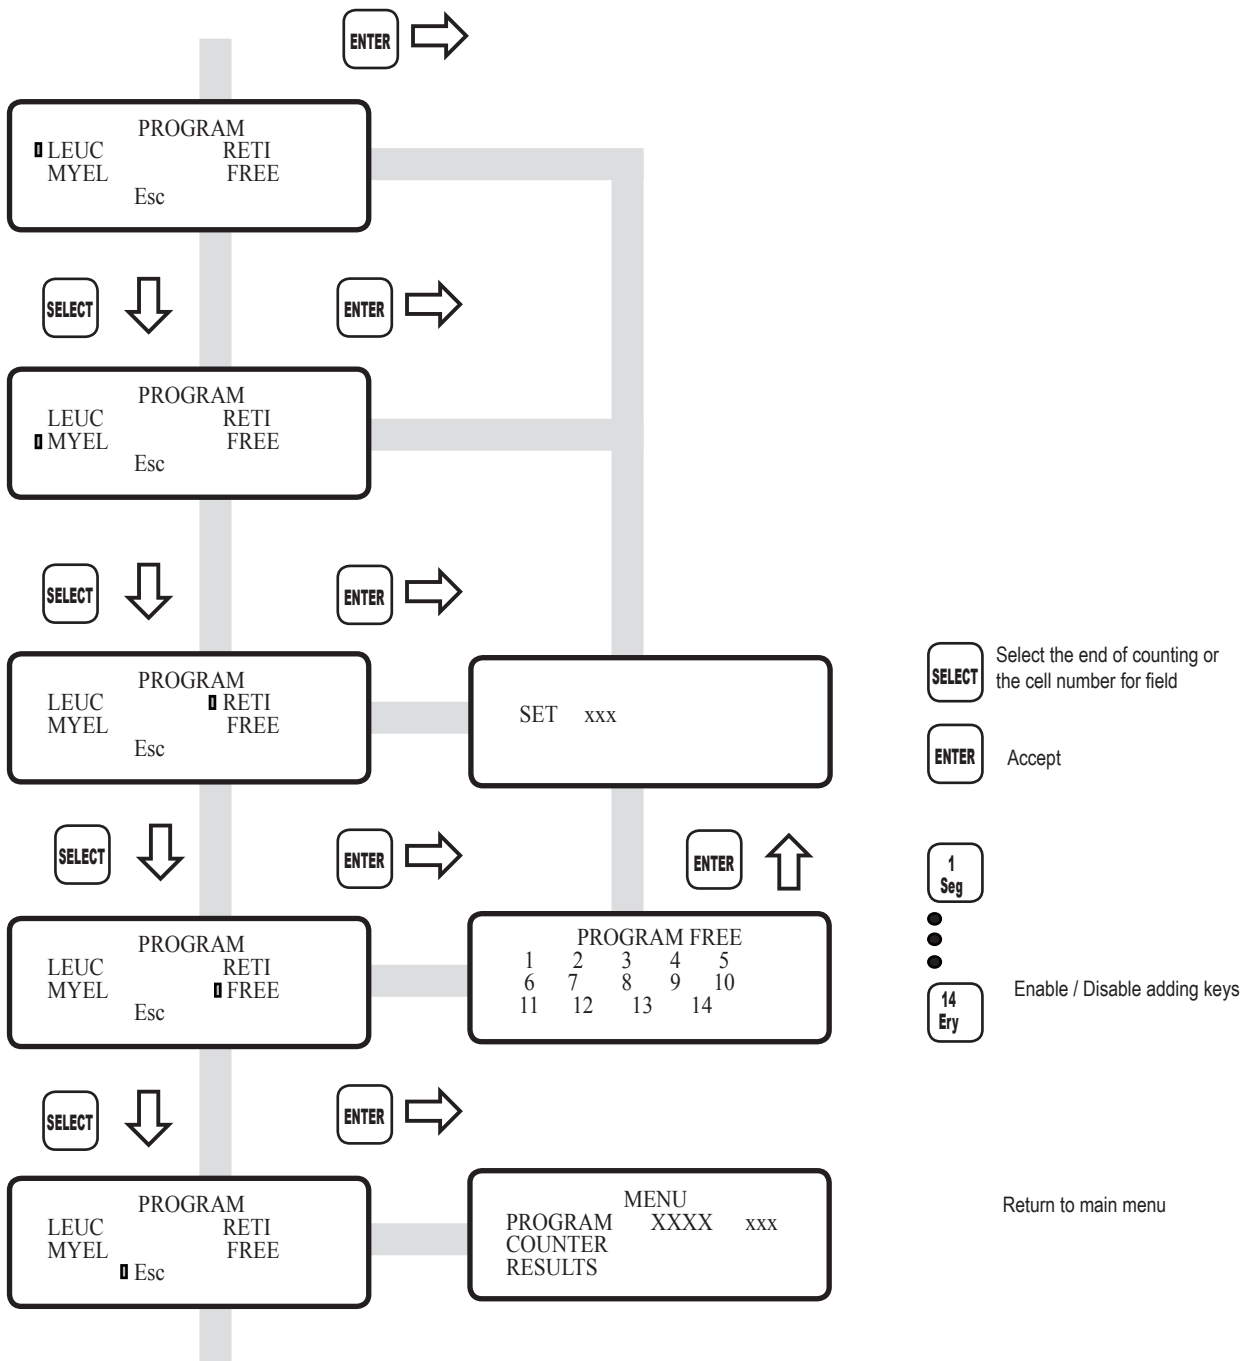 ENTER
PROGRAM
LEUC RETI
MYEL FREE
Esc
SELECT ENTER
PROGRAM
LEUC RETI
MYEL FREE
Esc
SELECT ENTER
PROGRAM
LEUC RETI
MYEL FREE
Esc
SET xxx
SELECT Select the end of counting or
the cell number for field
ENTER Accept
SELECT ENTER ENTER
1
Seg
PROGRAM
LEUC RETI
MYEL FREE
Esc
PROGRAM FREE
1 2 3 4 5
6 7 8 9 10
11 12 13 14
Enable / Disable adding keys
14
Ery
SELECT ENTER
PROGRAM
LEUC RETI
MYEL FREE
Esc
MENU
PROGRAM XXXX xxx
COUNTER
RESULTS
Return to main menu